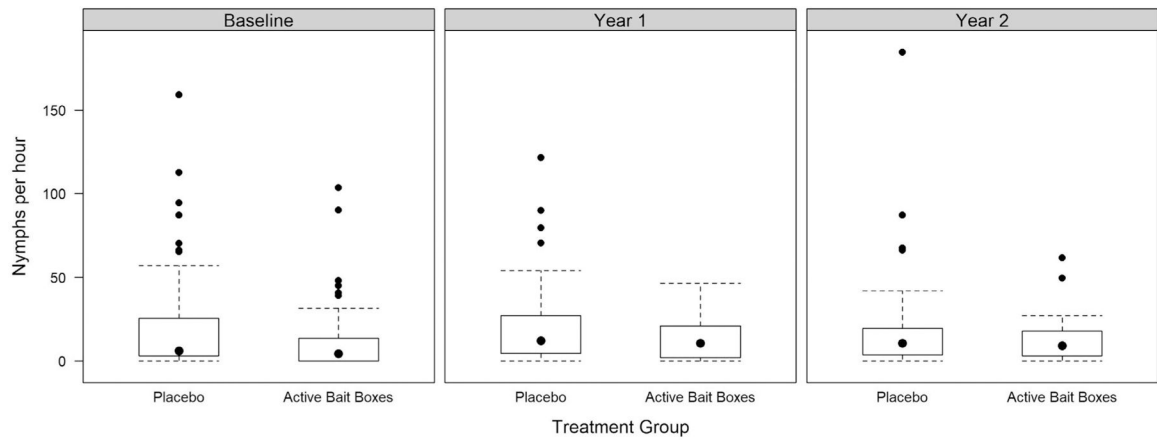 Baseline Year 1 Year 2
150
100
50
0
Nymphs per hour
Placebo Active Bait Boxes Placebo Active Bait Boxes Placebo Active Bait Boxes
Treatment Group